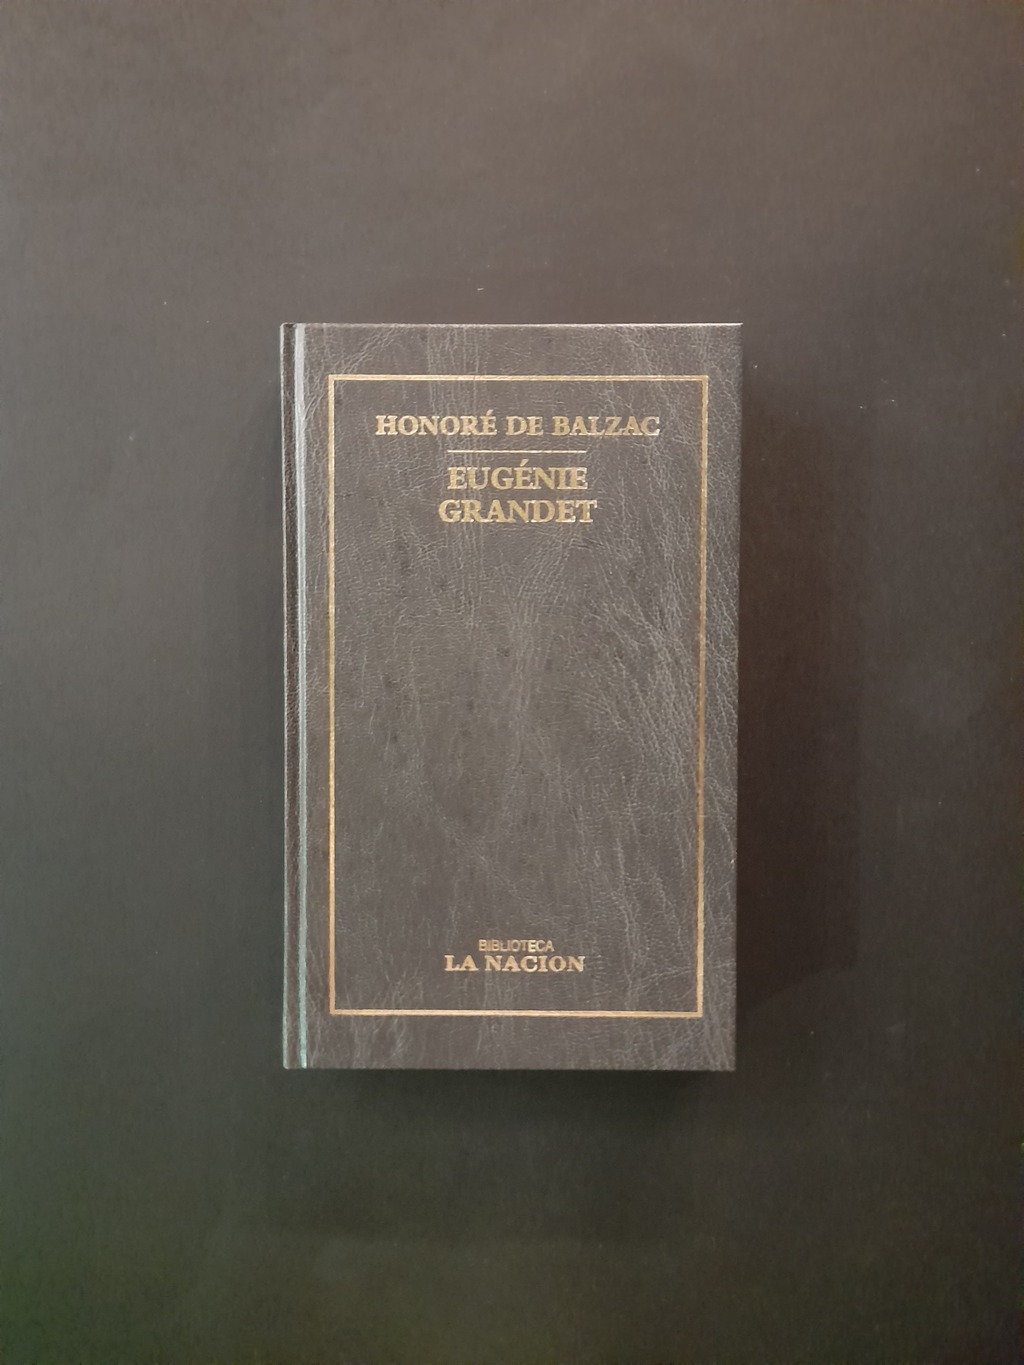 HONORÉ DE BALZAC
EUGÉNIE
GRANDET
BIBLIOTECA
LA NACION